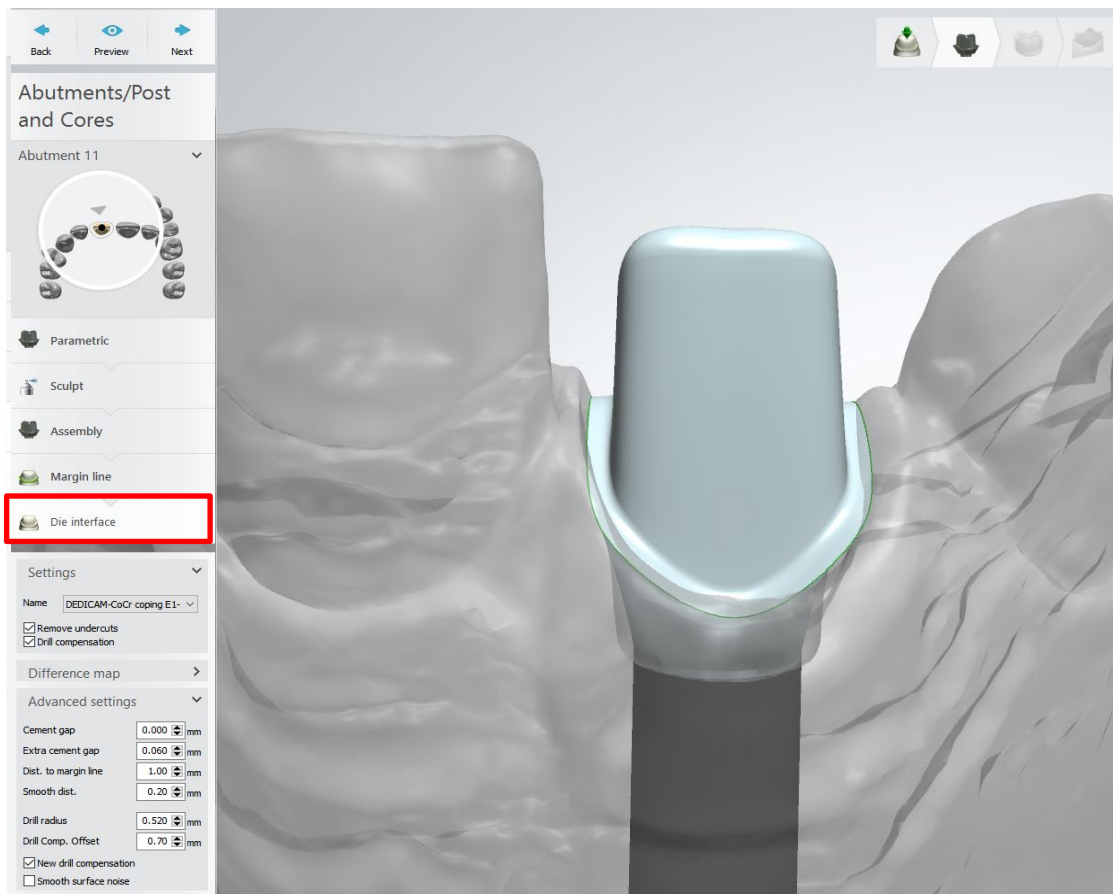 Back Preview Next
Abutments/Post
and Cores
Abutment 11
Parametric
Sculpt
Assembly
Margin line
Die interface
Settings
Name DEDICAM-CoCr coping E1-
Remove undercuts
Drill compensation
Difference map
Advanced settings
Cement gap 0.000 mm
Extra cement gap 0.060 mm
Dist. to margin line 1.00 mm
Smooth dist. 0.20 mm
Drill radius 0.520 mm
Drill Comp. Offset 0.70 mm
New drill compensation
Smooth surface noise